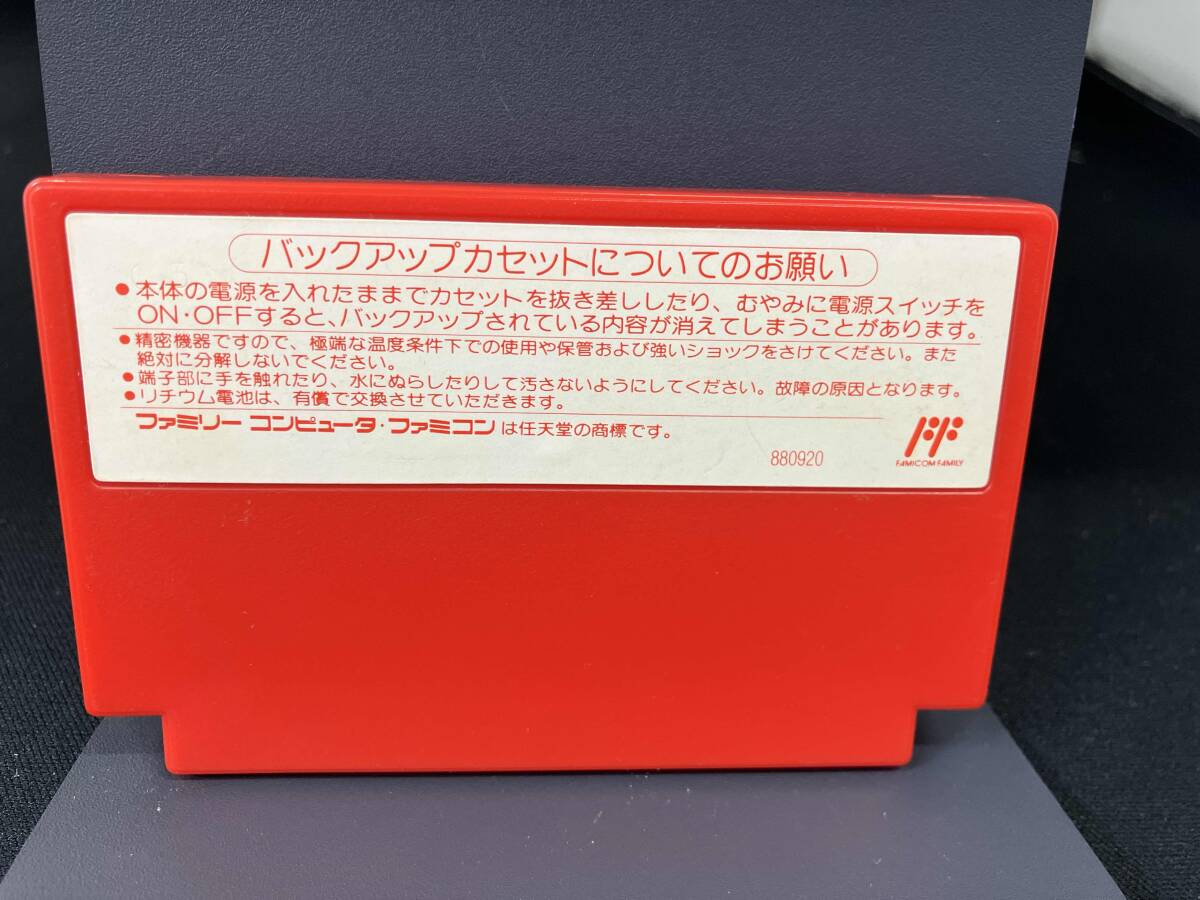 バックアップカセットについてのお願い
●本体の電源を入れたままでカセットを抜き差ししたり、むやみに電源スイッチを
ON・OFFすると、バックアップされている内容が消えてしまうことがあります。
●精密機器ですので、極端な温度条件下での使用や保管および強いショックをさけてください。また
絶対に分解しないでください。
●端子部に手を触れたり、水にぬらしたりして汚さないようにしてください。故障の原因となります。
●リチウム電池は、有償で交換させていただきます。
ファミリー コンピュータ・ファミコン は任天堂の商標です。
880920
FAMICOM FAMILY